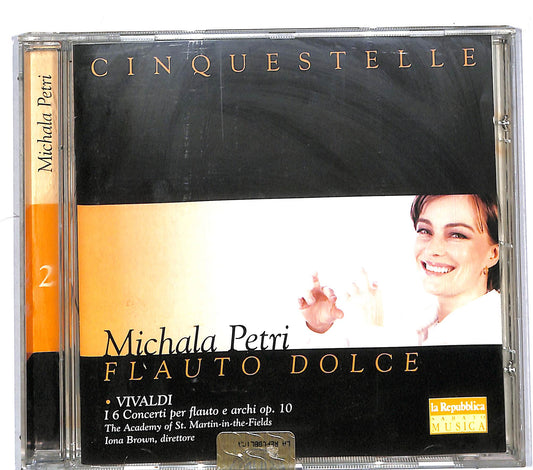 CINQUESTELLE
Michala Petri
2
Michala Petri
FLAUTO DOLCE
• VIVALDI
I 6 Concerti per flauto e archi op. 10
The Academy of St. Martin-in-the-Fields
Iona Brown, direttore
la Repubblica
MUSICA